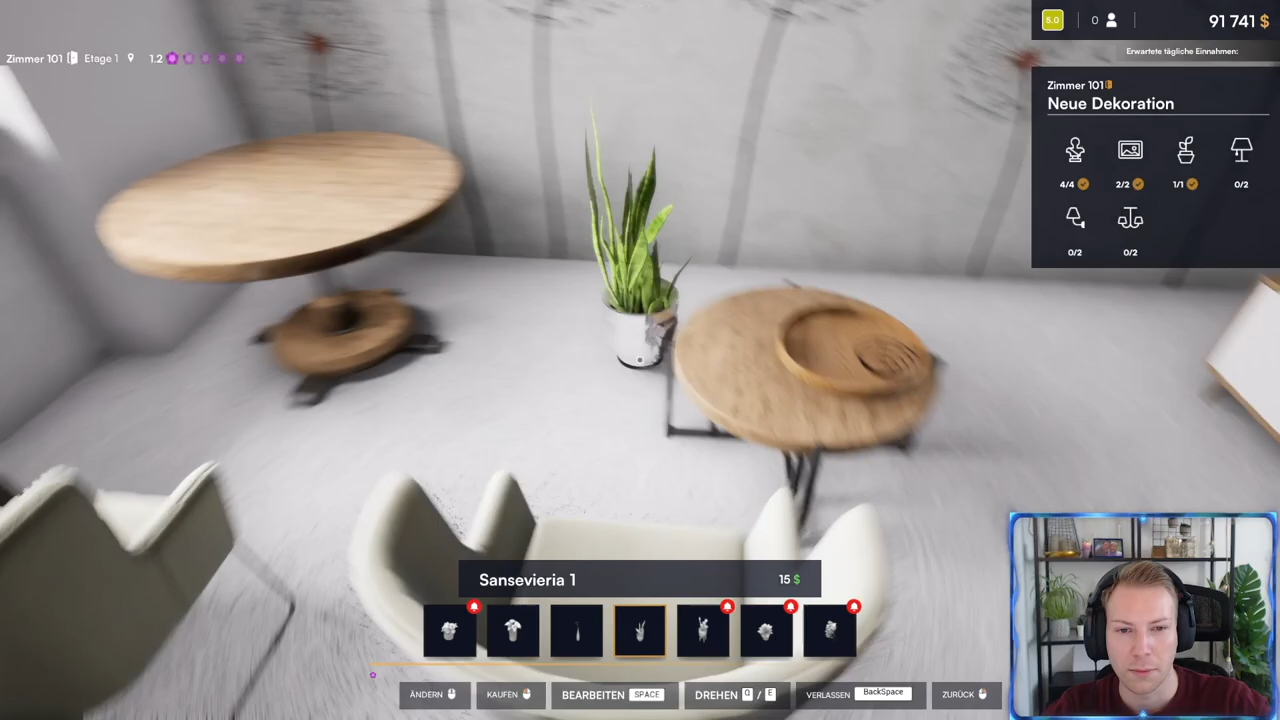 5.0 0 91 741 $
Erwartete tägliche Einnahmen:
Zimmer 101 Etage 1 1.2
Zimmer 101
Neue Dekoration
4/4 2/2 1/1 0/2
0/2 0/2
Sansevieria 1 15 $
ÄNDERN KAUFEN BEARBEITEN SPACE DREHEN Q / E VERLASSEN BackSpace ZURÜCK